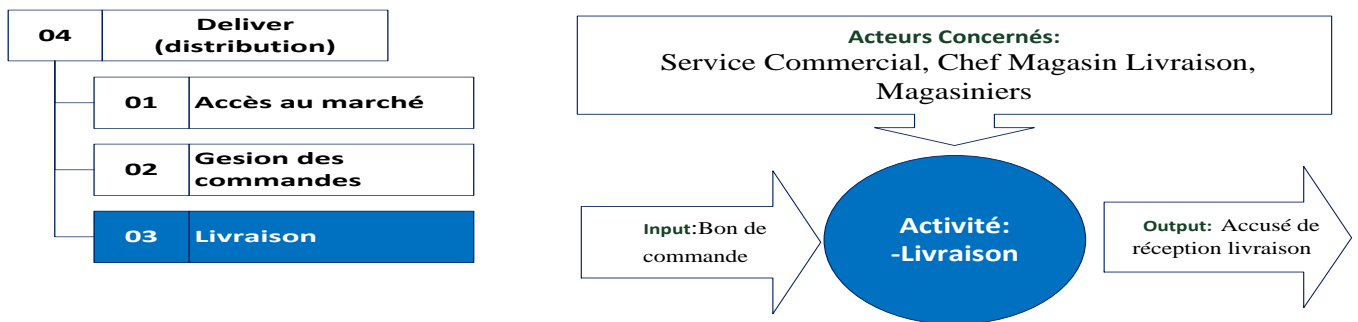 04
Deliver
(distribution)
01
Accès au marché
02
Gesion des
commandes
03
Livraison
Acteurs Concernés:
Service Commercial, Chef Magasin Livraison,
Magasiniers
Input:Bon de
commande
Activité:
-Livraison
Output: Accusé de
réception livraison